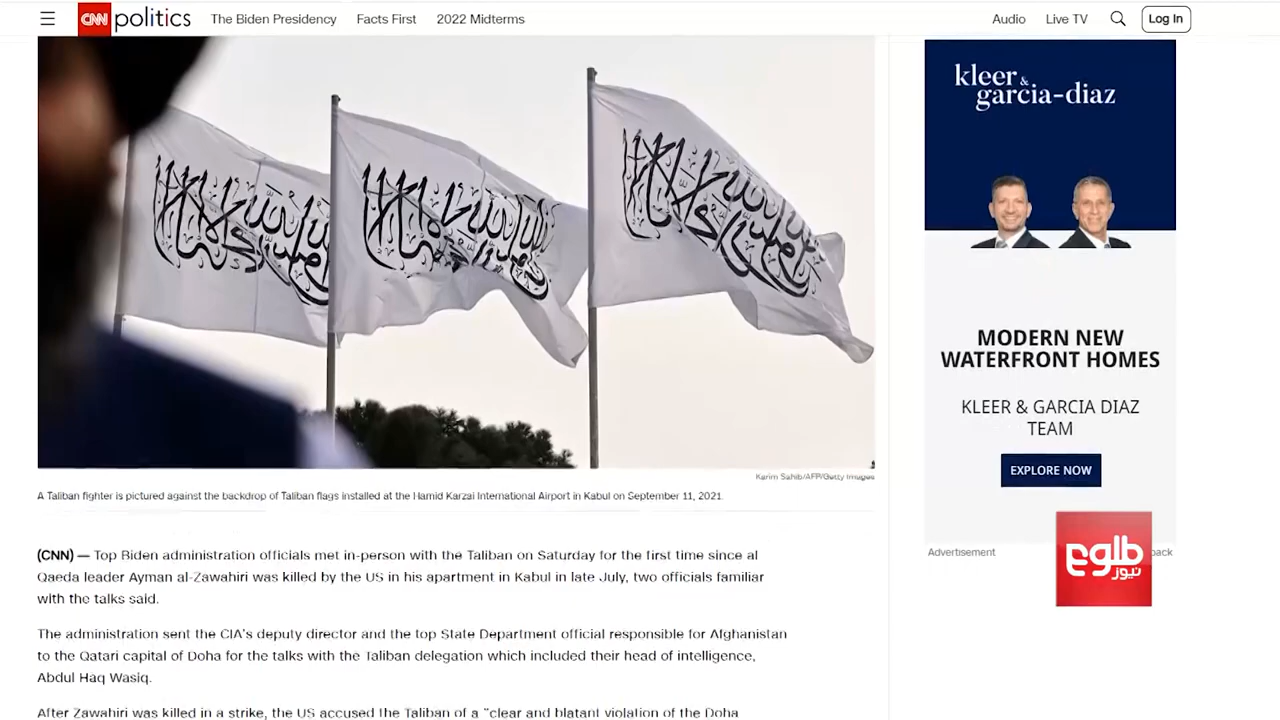 CNN politics The Biden Presidency Facts First 2022 Midterms Audio Live TV Log In
Karim Sahib/AFP/Getty Images
A Taliban fighter is pictured against the backdrop of Taliban flags installed at the Hamid Karzai International Airport in Kabul on September 11, 2021.
(CNN) — Top Biden administration officials met in-person with the Taliban on Saturday for the first time since al
Qaeda leader Ayman al-Zawahiri was killed by the US in his apartment in Kabul in late July, two officials familiar
with the talks said.
The administration sent the CIA's deputy director and the top State Department official responsible for Afghanistan
to the Qatari capital of Doha for the talks with the Taliban delegation which included their head of intelligence,
Abdul Haq Wasiq.
After Zawahiri was killed in a strike, the US accused the Taliban of a "clear and blatant violation of the Doha
kleer &
garcia-diaz
MODERN NEW
WATERFRONT HOMES
KLEER & GARCIA DIAZ
TEAM
EXPLORE NOW
Advertisement
طلوع
نیوز